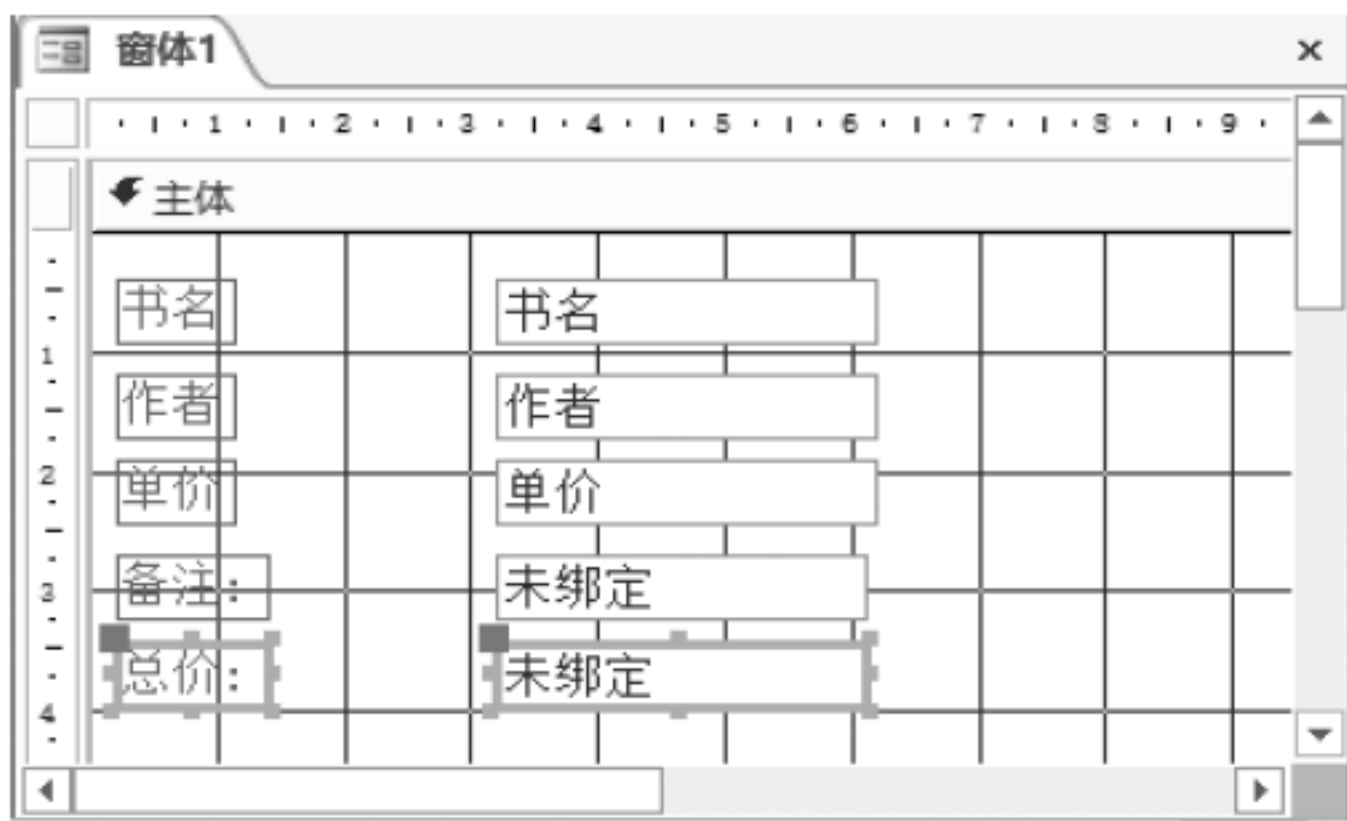 窗体1
1 2 3 4 5 6 7 8 9
主体
书名 书名
1
作者 作者
2
单价 单价
3
备注： 未绑定
总价： 未绑定
4